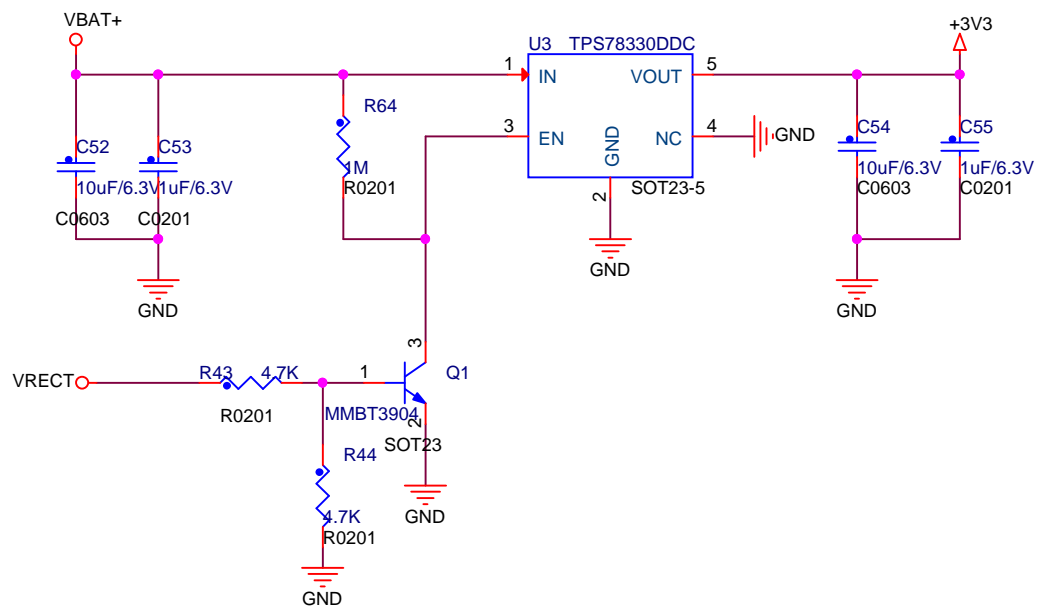 VBAT+
U3 TPS78330DDC
+3V3
1
IN
VOUT
5
R64
3
EN
GND
NC
4
GND
C52
C53
1M
R0201
2
SOT23-5
C54
C55
10uF/6.3V
1uF/6.3V
C0603
C0201
10uF/6.3V
1uF/6.3V
C0603
C0201
GND
GND
GND
3
VRECT
R43
4.7K
1
Q1
R0201
MMBT3904
2
SOT23
R44
GND
4.7K
R0201
GND